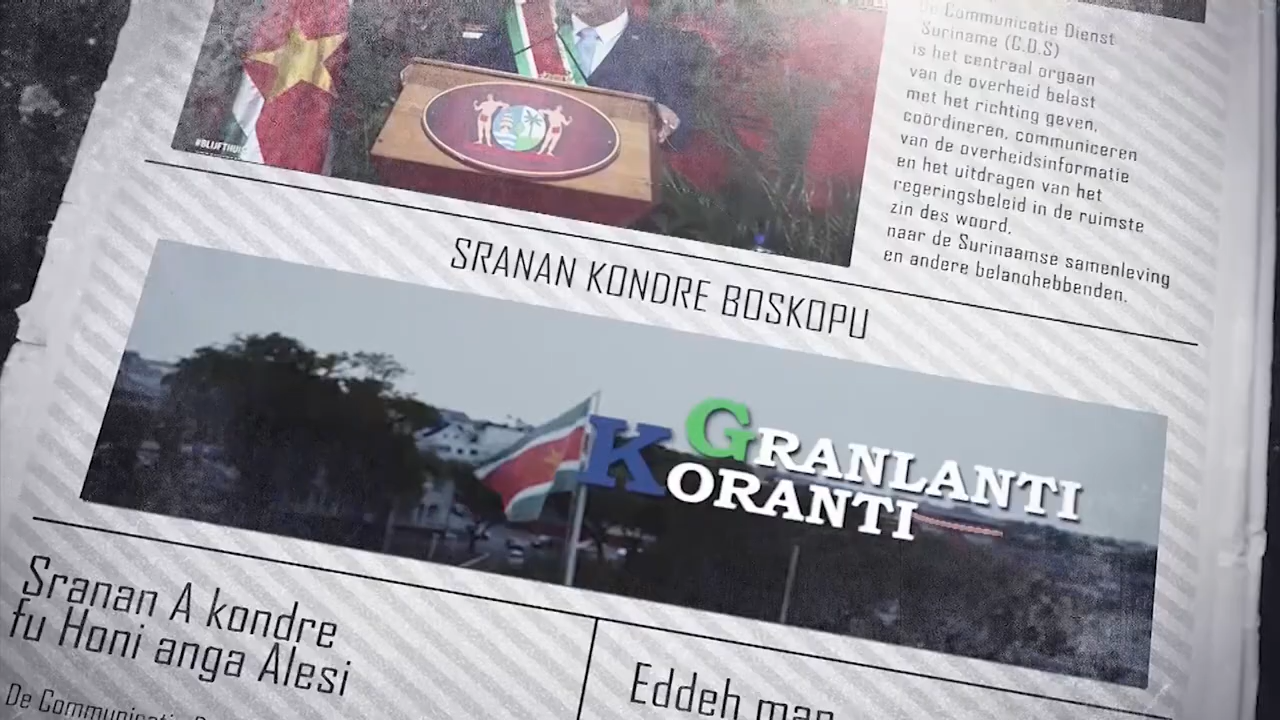 De Communicatie Dienst
Suriname (C.D.S)
is het centraal orgaan
van de overheid belast
met het richting geven,
coördineren, communiceren
van de overheidsinformatie
en het uitdragen van het
regeringsbeleid in de ruimste
zin des woord,
naar de Surinaamse samenleving
en andere belanghebbenden.
SRANAN KONDRE BOSKOPU
GRANLANTI
KORANTI
Sranan A kondre
fu Honi anga Alesi
Eddeh man
De